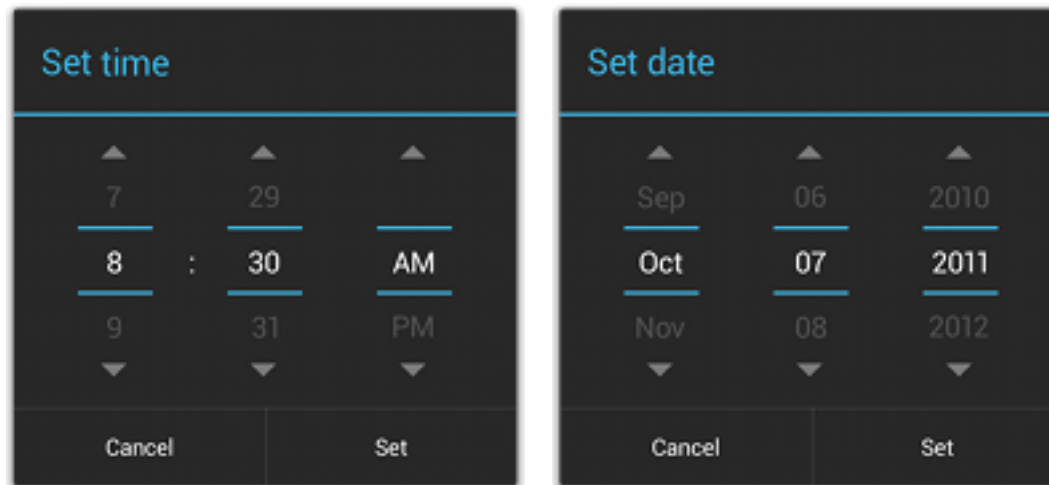 Set time
7 29
8 : 30 AM
9 31 PM
Cancel Set
Set date
Sep 06 2010
Oct 07 2011
Nov 08 2012
Cancel Set